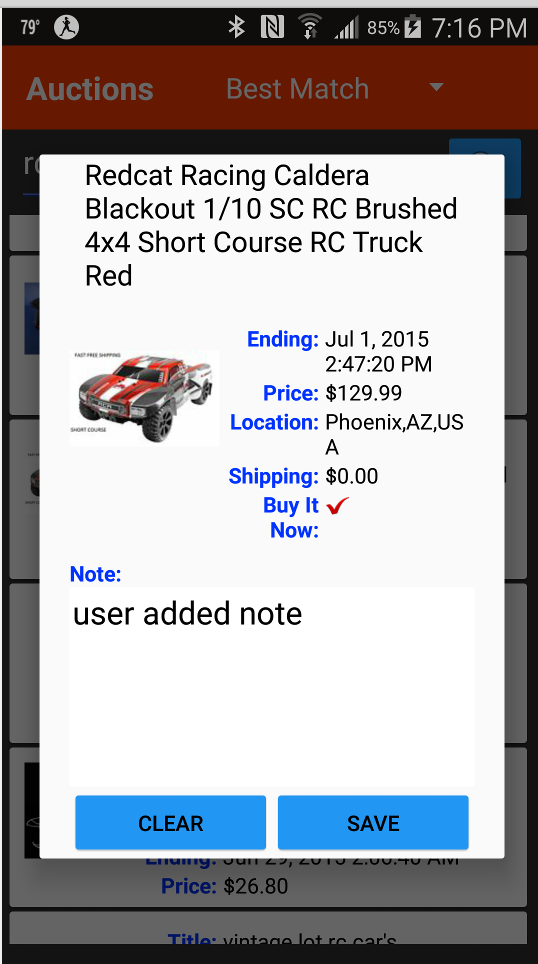 79°
85%
7:16 PM
Auctions
Best Match
Redcat Racing Caldera
Blackout 1/10 SC RC Brushed
4x4 Short Course RC Truck
Red
FAST FREE SHIPPING
SHORT COURSE
Ending: Jul 1, 2015
2:47:20 PM
Price: $129.99
Location: Phoenix,AZ,US
A
Shipping: $0.00
Buy It
Now:
Note:
user added note
CLEAR
SAVE
Ending: Jun 29, 2015 2:00:40 AM
Price: $26.80
Title: vintage lot rc car's